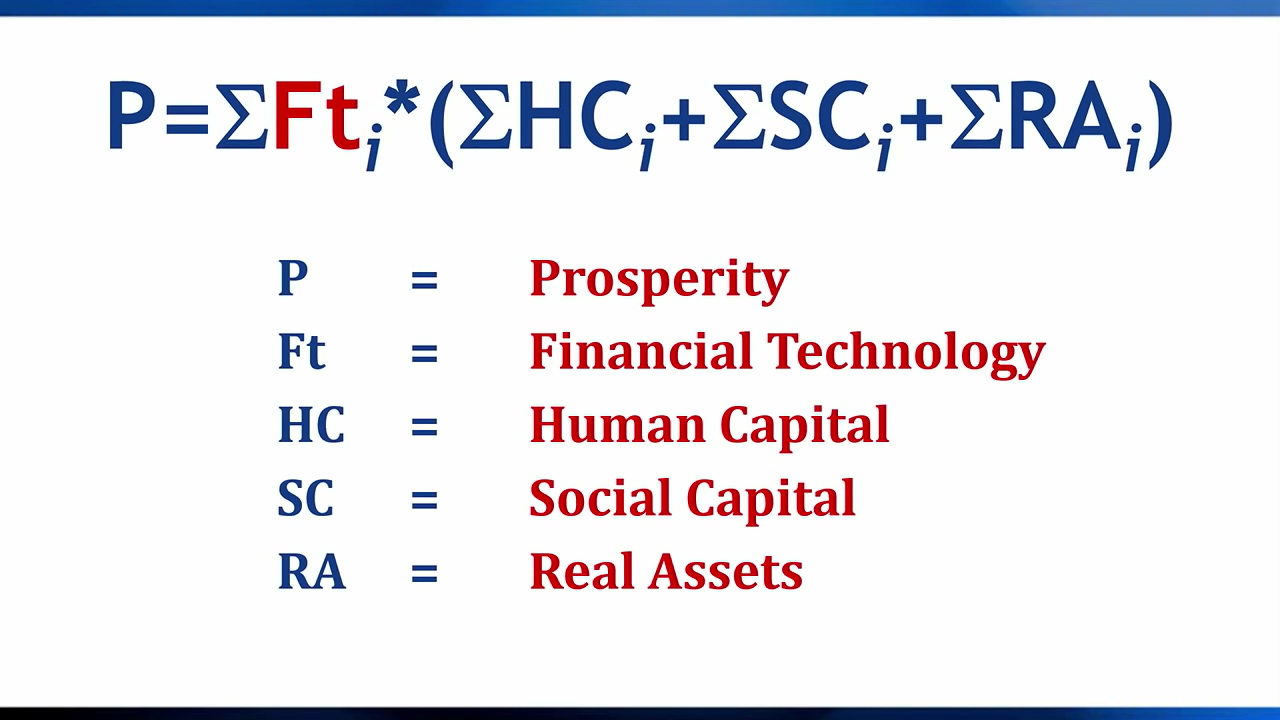 P=ΣFtᵢ*(ΣHCᵢ+ΣSCᵢ+ΣRAᵢ)
P = Prosperity
Ft = Financial Technology
HC = Human Capital
SC = Social Capital
RA = Real Assets